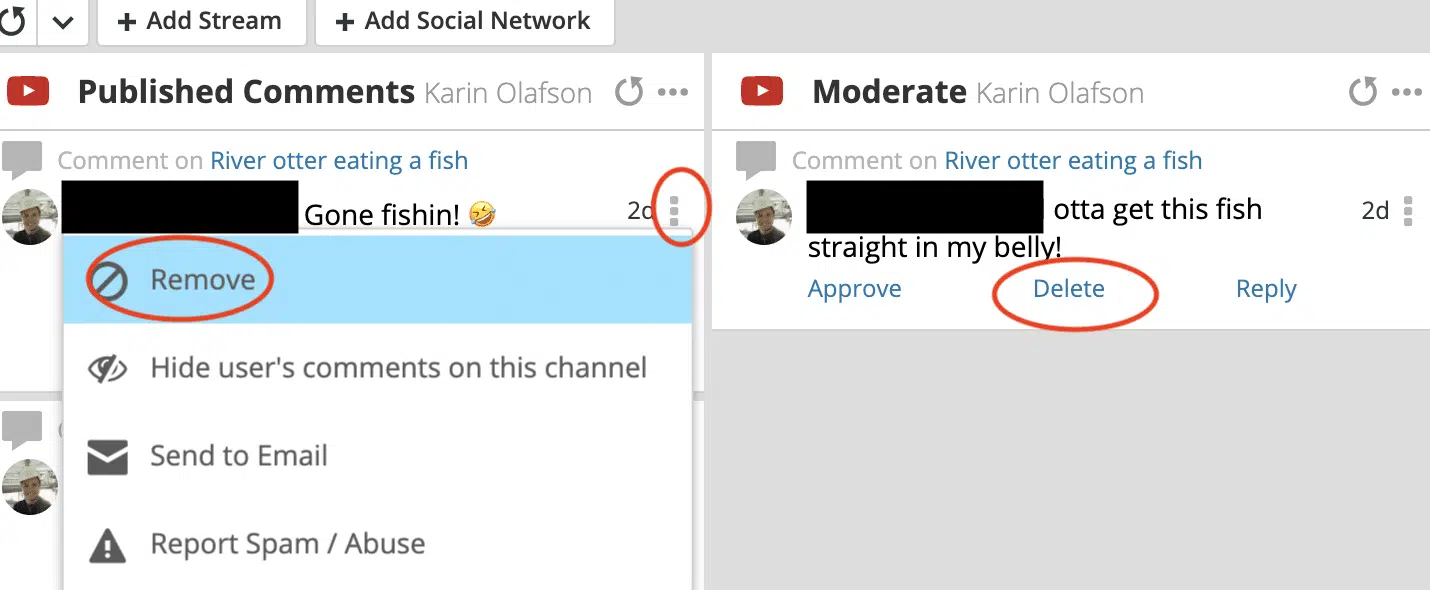 + Add Stream
+ Add Social Network
Published Comments Karin Olafson
Comment on River otter eating a fish
Gone fishin! 🤣 2d
Remove
Hide user's comments on this channel
Send to Email
Report Spam / Abuse
Moderate Karin Olafson
Comment on River otter eating a fish
otta get this fish 2d
straight in my belly!
Approve Delete Reply